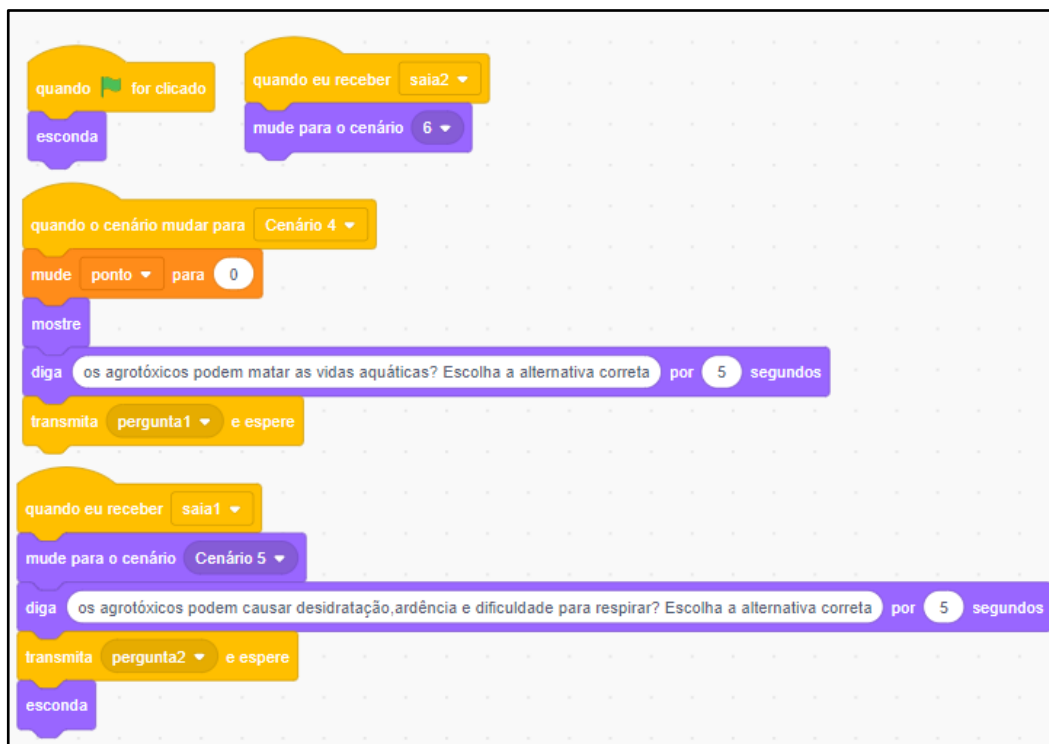 quando for clicado
esconda
quando eu receber saia2
mude para o cenário 6
quando o cenário mudar para Cenário 4
mude ponto para 0
mostre
diga os agrotóxicos podem matar as vidas aquáticas? Escolha a alternativa correta por 5 segundos
transmita pergunta1 e espere
quando eu receber saia1
mude para o cenário Cenário 5
diga os agrotóxicos podem causar desidratação,ardência e dificuldade para respirar? Escolha a alternativa correta por 5 segundos
transmita pergunta2 e espere
esconda